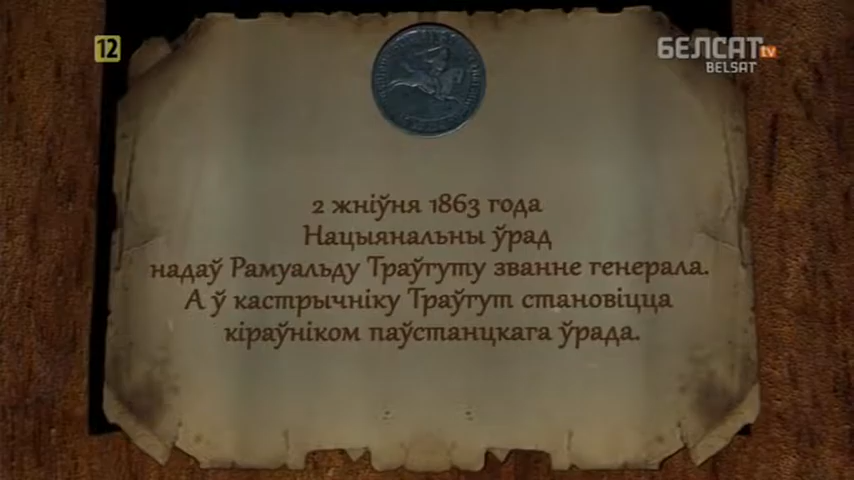 12
БЕЛСАТ tv
BELSAT
2 жніўня 1863 года
Нацыянальны ўрад
надаў Рамуальду Траўгуту званне генерала.
А ў кастрычніку Траўгут становіцца
кіраўніком паўстанцкага ўрада.